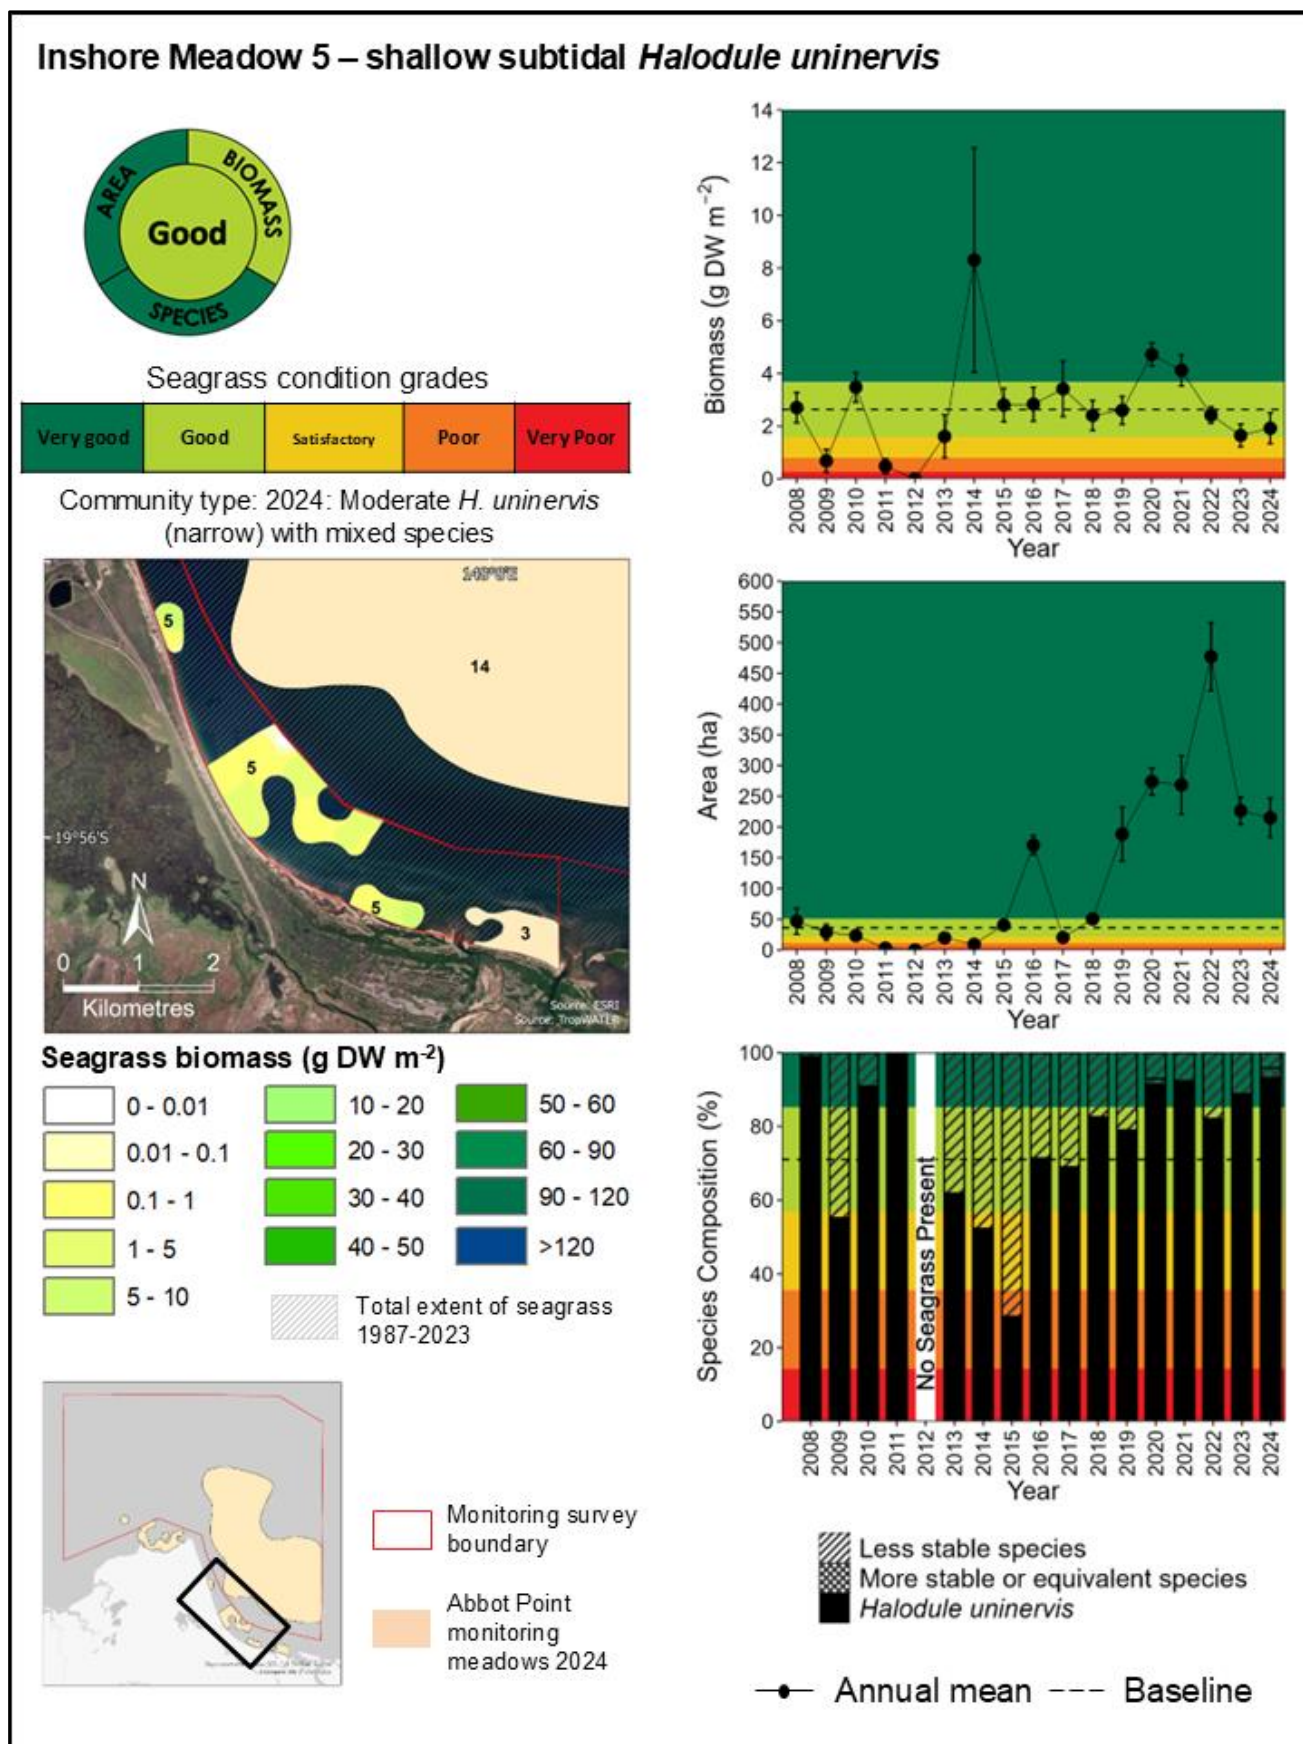 Inshore Meadow 5 – shallow subtidal Halodule uninervis
AREA
BIOMASS
Good
SPECIES
Seagrass condition grades
Very good
Good
Satisfactory
Poor
Very Poor
Community type: 2024: Moderate H. uninervis
(narrow) with mixed species
5
14
5
19°56'S
5
3
N
0 1 2
Kilometres
Source: ESRI
Source: TropWATER
Seagrass biomass (g DW m-2)
0 - 0.01
0.01 - 0.1
0.1 - 1
1 - 5
5 - 10
10 - 20
20 - 30
30 - 40
40 - 50
50 - 60
60 - 90
90 - 120
>120
Total extent of seagrass
1987-2023
Monitoring survey
boundary
Abbot Point
monitoring
meadows 2024
Biomass (g DW m−2)
14
12
10
8
6
4
2
0
2008 2009 2010 2011 2012 2013 2014 2015 2016 2017 2018 2019 2020 2021 2022 2023 2024
Year
Area (ha)
600
550
500
450
400
350
300
250
200
150
100
50
0
2008 2009 2010 2011 2012 2013 2014 2015 2016 2017 2018 2019 2020 2021 2022 2023 2024
Year
Species Composition (%)
100
80
60
40
20
0
No Seagrass Present
2008 2009 2010 2011 2012 2013 2014 2015 2016 2017 2018 2019 2020 2021 2022 2023 2024
Year
Less stable species
More stable or equivalent species
Halodule uninervis
Annual mean
Baseline